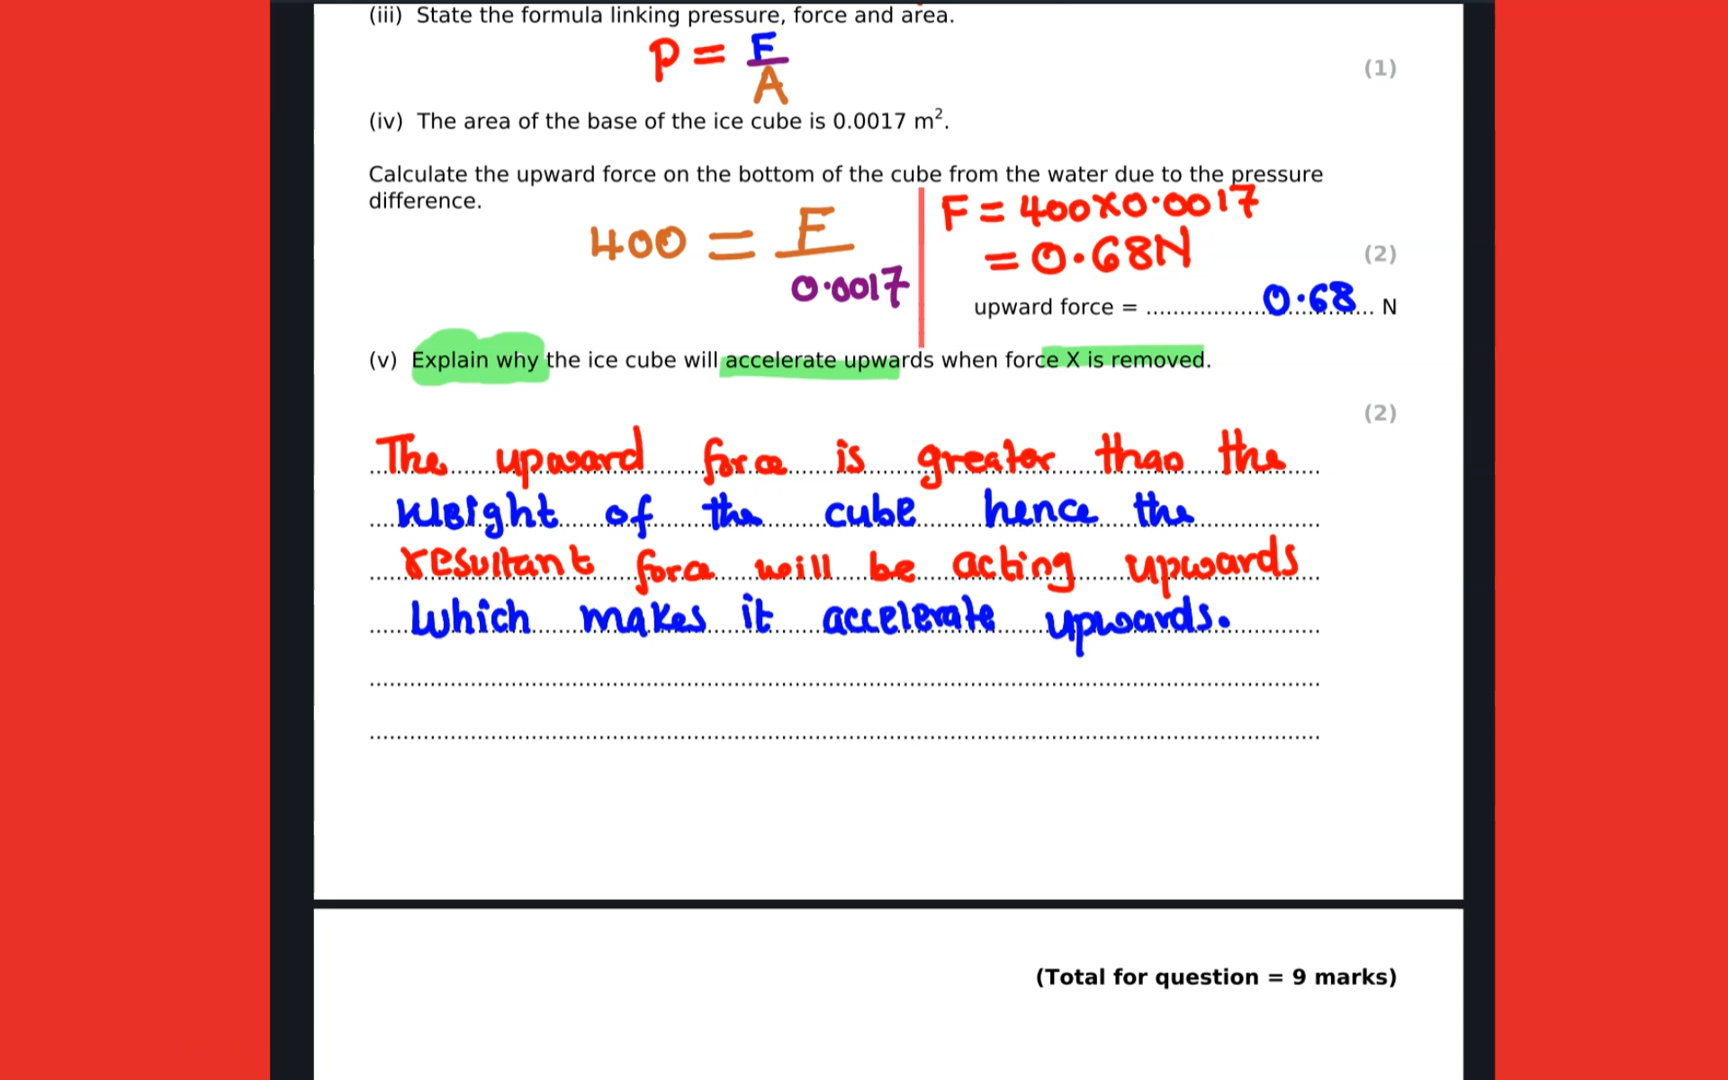 (iii) State the formula linking pressure, force and area.
P = F/A
(1)
(iv) The area of the base of the ice cube is 0.0017 m².
Calculate the upward force on the bottom of the cube from the water due to the pressure
difference.
400 = F/0.0017
F = 400×0.0017
= 0.68N
(2)
upward force = .................. 0.68 ... N
(v) Explain why the ice cube will accelerate upwards when force X is removed.
(2)
The upward force is greater than the
weight of the cube hence the
resultant force will be acting upwards
which makes it accelerate upwards.
(Total for question = 9 marks)